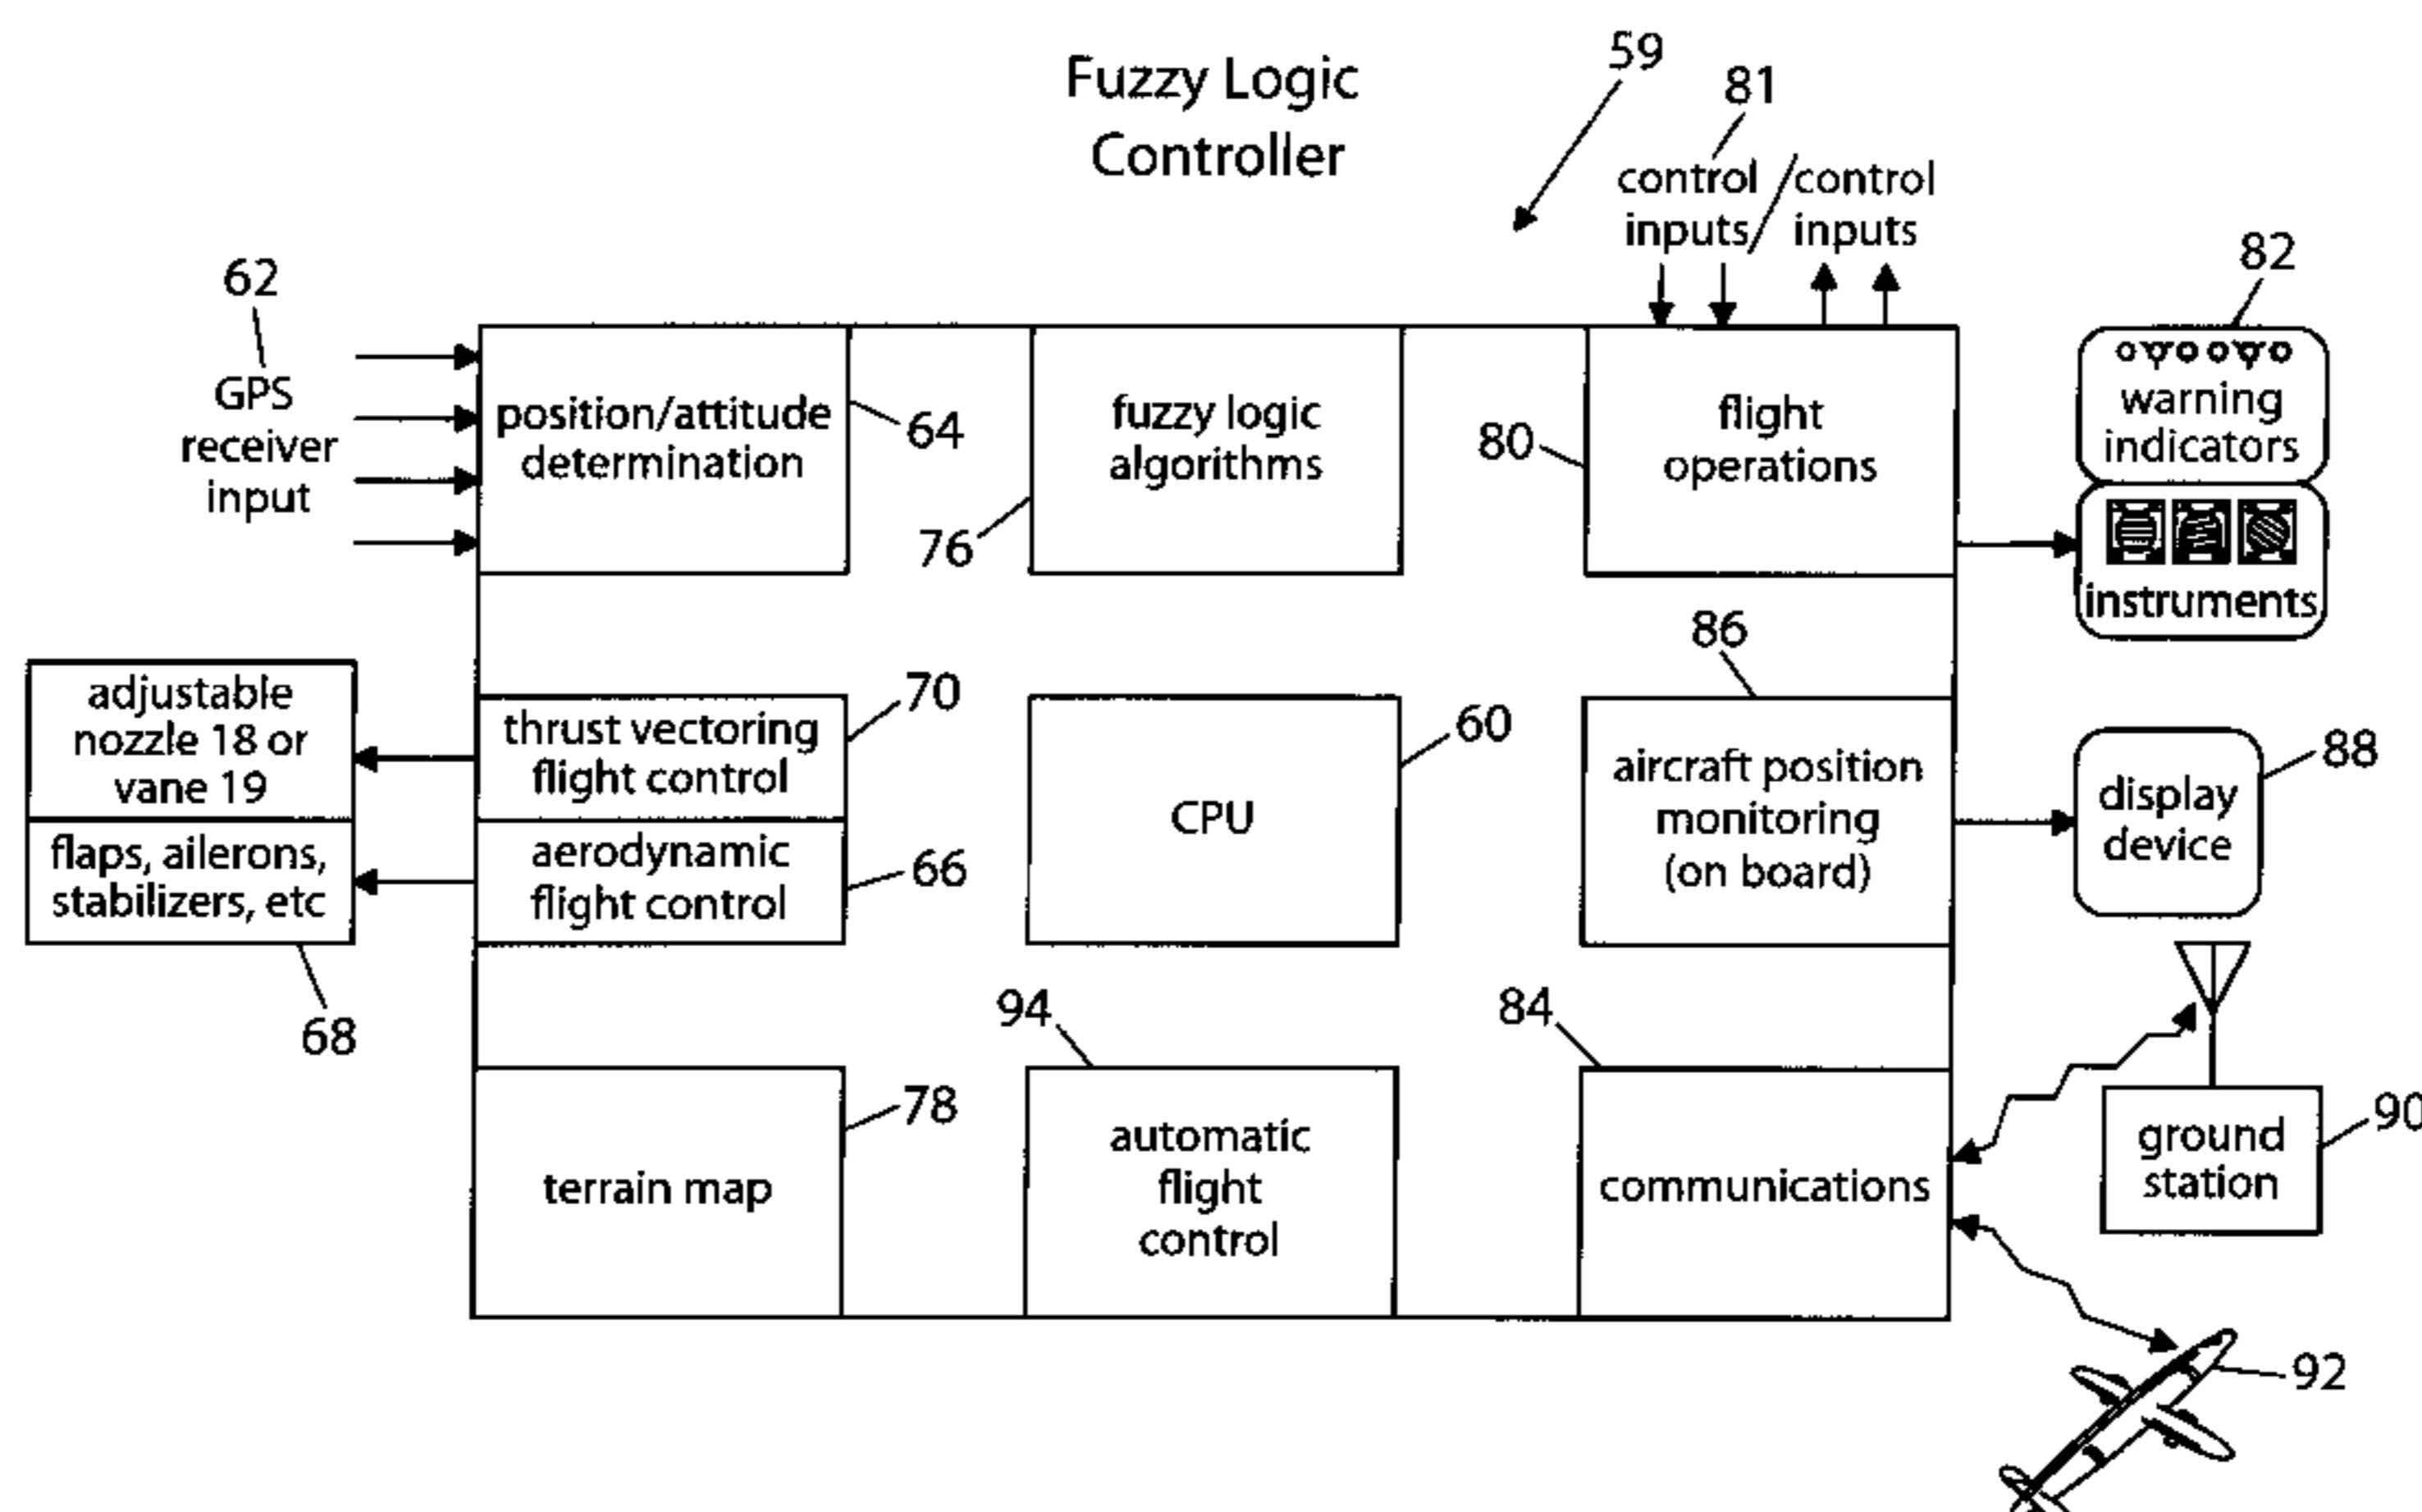 Fuzzy Logic
Controller
59
81
control
inputs/
control
inputs
82
warning
indicators
instruments
62
GPS
receiver
input
position/attitude
determination
64
fuzzy logic
algorithms
76
flight
operations
80
adjustable
nozzle 18 or
vane 19
flaps, ailerons,
stabilizers, etc
68
thrust vectoring
flight control
70
aerodynamic
flight control
66
CPU
60
86
aircraft position
monitoring
(on board)
display
device
88
terrain map
78
94
automatic
flight
control
84
communications
ground
station
90
92